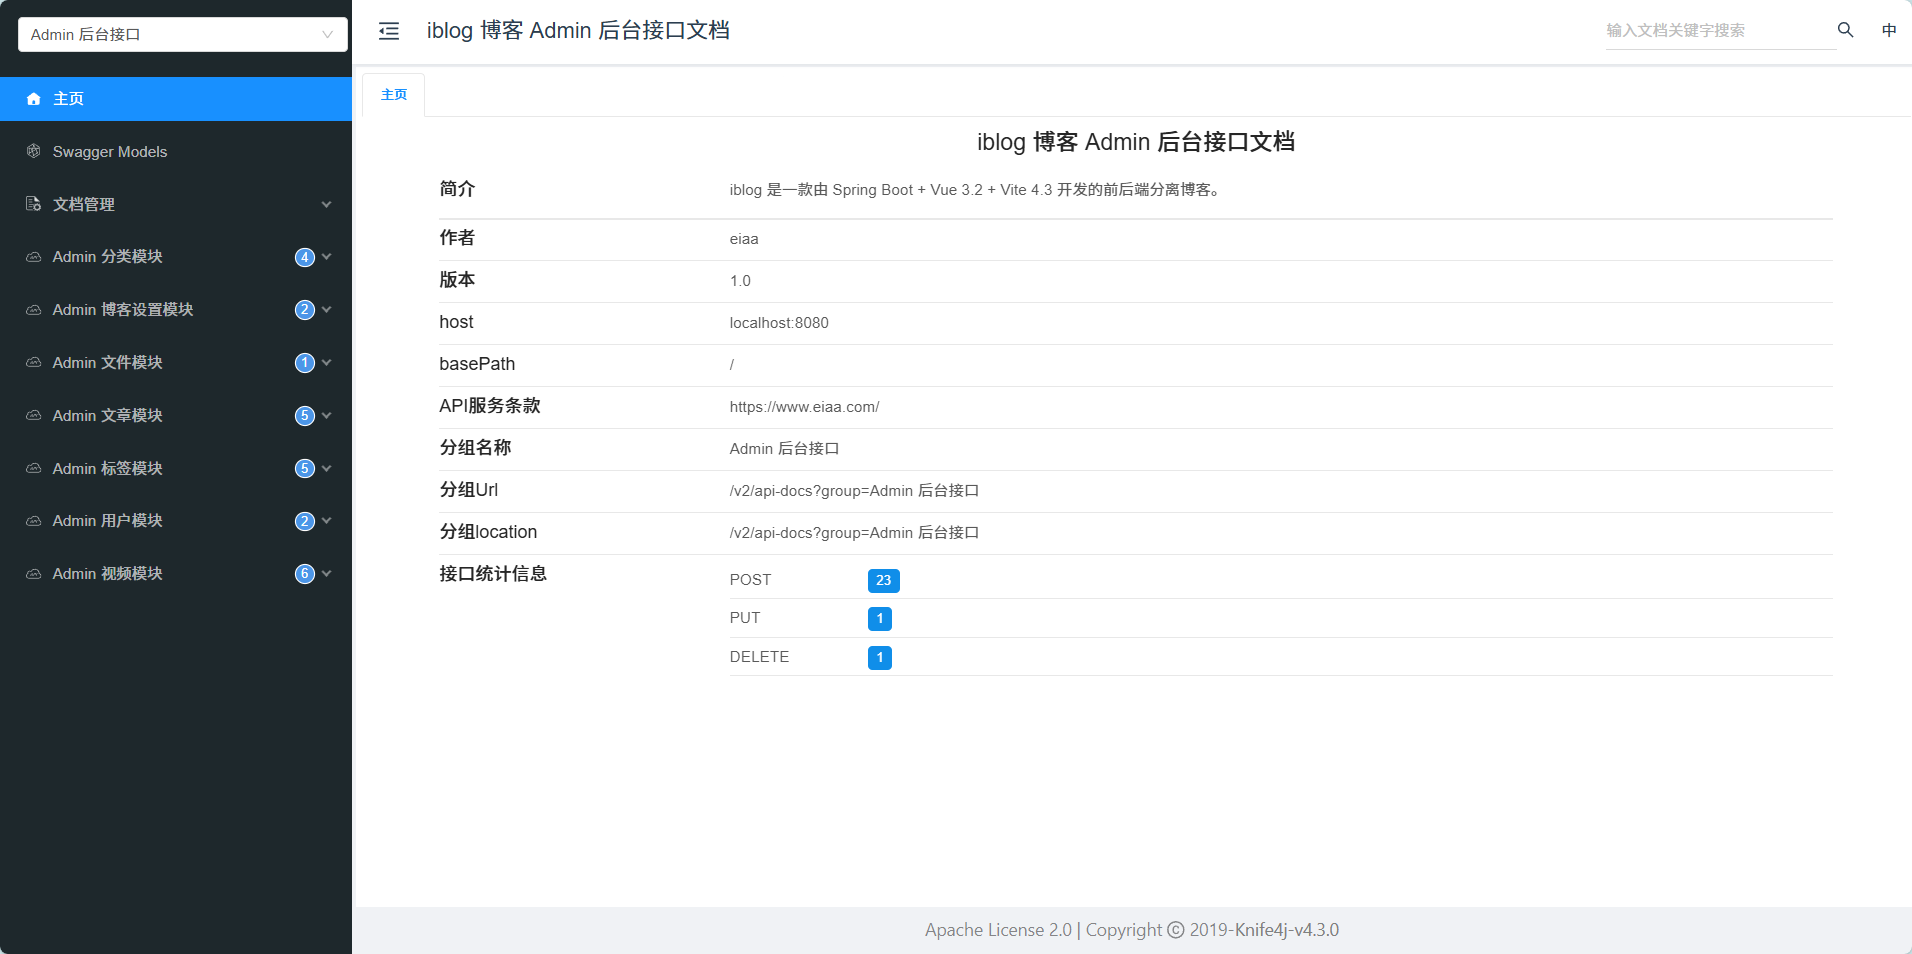 Admin 后台接口
iblog 博客 Admin 后台接口文档
输入文档关键字搜索
中
主页
Swagger Models
文档管理
Admin 分类模块 4
Admin 博客设置模块 2
Admin 文件模块 1
Admin 文章模块 5
Admin 标签模块 5
Admin 用户模块 2
Admin 视频模块 6
主页
iblog 博客 Admin 后台接口文档
简介 iblog 是一款由 Spring Boot + Vue 3.2 + Vite 4.3 开发的前后端分离博客。
作者 eiaa
版本 1.0
host localhost:8080
basePath /
API服务条款 https://www.eiaa.com/
分组名称 Admin 后台接口
分组Url /v2/api-docs?group=Admin 后台接口
分组location /v2/api-docs?group=Admin 后台接口
接口统计信息 POST 23
PUT 1
DELETE 1
Apache License 2.0 | Copyright © 2019-Knife4j-v4.3.0